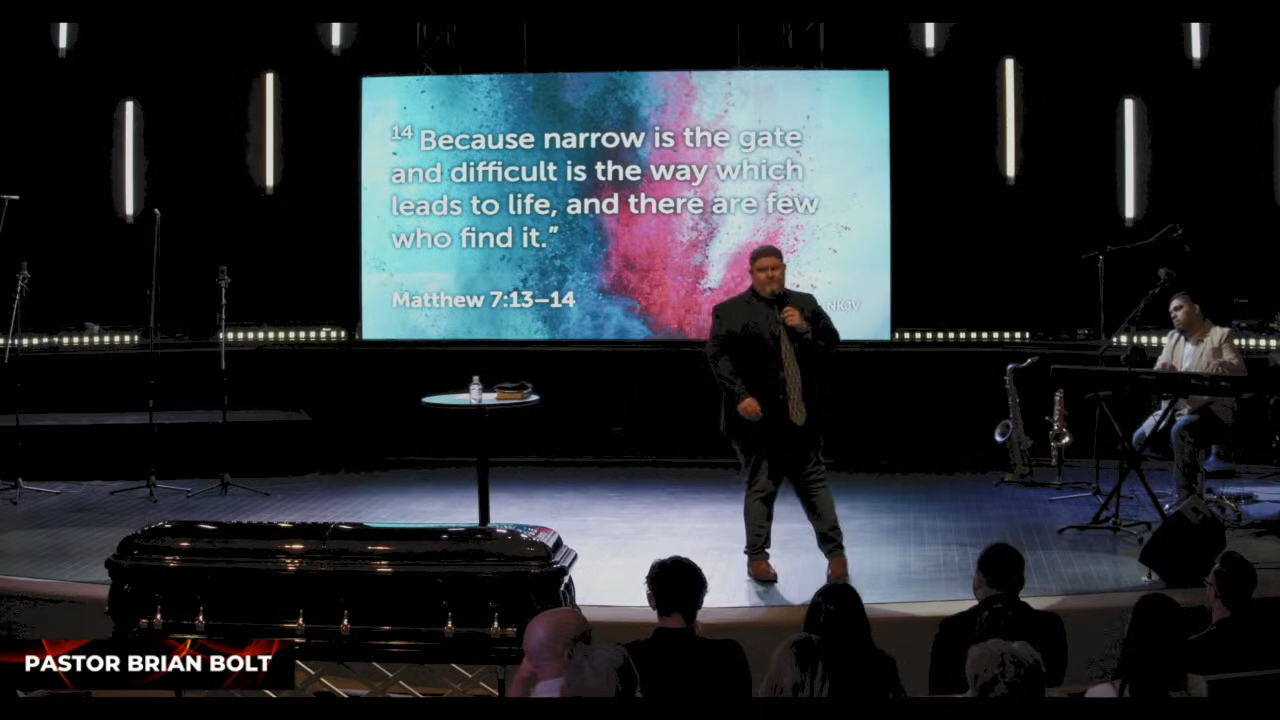 14 Because narrow is the gate
and difficult is the way which
leads to life, and there are few
who find it.”
Matthew 7:13–14
NKJV
PASTOR BRIAN BOLT